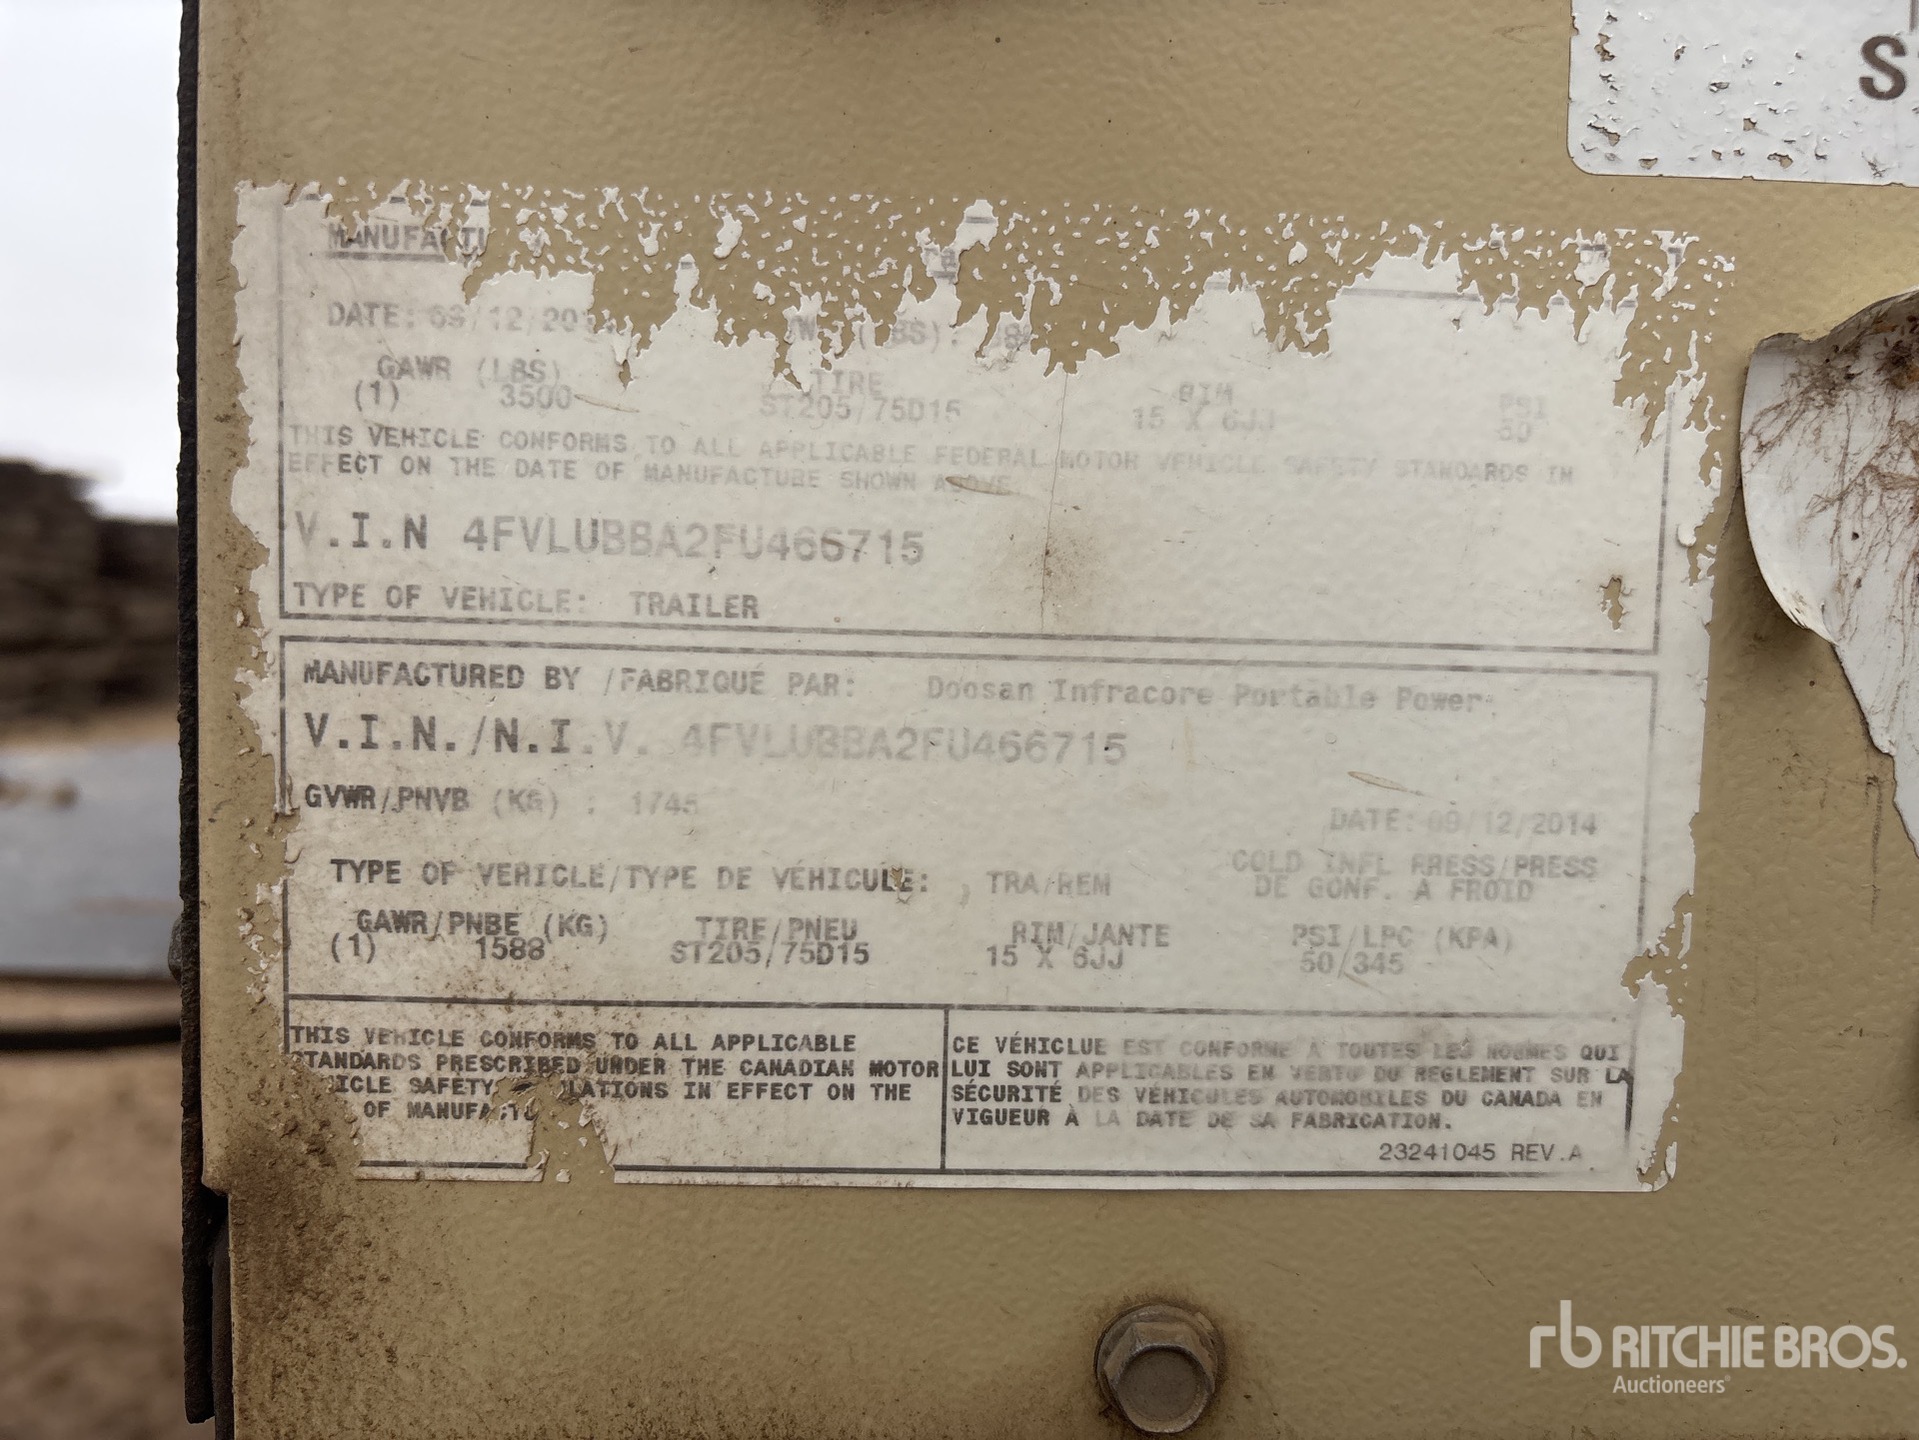 S
MANUFACTU
DATE: 09/12/201
GAWR (LBS) TIRE RIM PSI
(1) 3500 ST205/75D15 15 X 6JJ 50
THIS VEHICLE CONFORMS TO ALL APPLICABLE FEDERAL MOTOR VEHICLE SAFETY STANDARDS IN
EFFECT ON THE DATE OF MANUFACTURE SHOWN ABOVE
V.I.N 4FVLUBBA2FU466715
TYPE OF VEHICLE: TRAILER
MANUFACTURED BY /FABRIQUÉ PAR: Doosan Infracore Portable Power
V.I.N./N.I.V. 4FVLUBBA2FU466715
GVWR/PNVB (KG) : 1745
DATE: 09/12/2014
TYPE OF VEHICLE/TYPE DE VÉHICULE: TRA/REM
COLD INFL PRESS/PRESS
DE GONF. A FROID
GAWR/PNBE (KG) TIRE/PNEU RIM/JANTE PSI/LPC (KPA)
(1) 1588 ST205/75D15 15 X 6JJ 50/345
THIS VEHICLE CONFORMS TO ALL APPLICABLE
STANDARDS PRESCRIBED UNDER THE CANADIAN MOTOR
ICLE SAFETY LATIONS IN EFFECT ON THE
OF MANUFACTU
CE VÉHICLUE EST CONFORME A TOUTES LES NORMES QUI
LUI SONT APPLICABLES EN VERTU DU REGLEMENT SUR LA
SÉCURITÉ DES VÉHICULES AUTOMOBILES DU CANADA EN
VIGUEUR À LA DATE DE SA FABRICATION.
23241045 REV.A
rb RITCHIE BROS.
Auctioneers